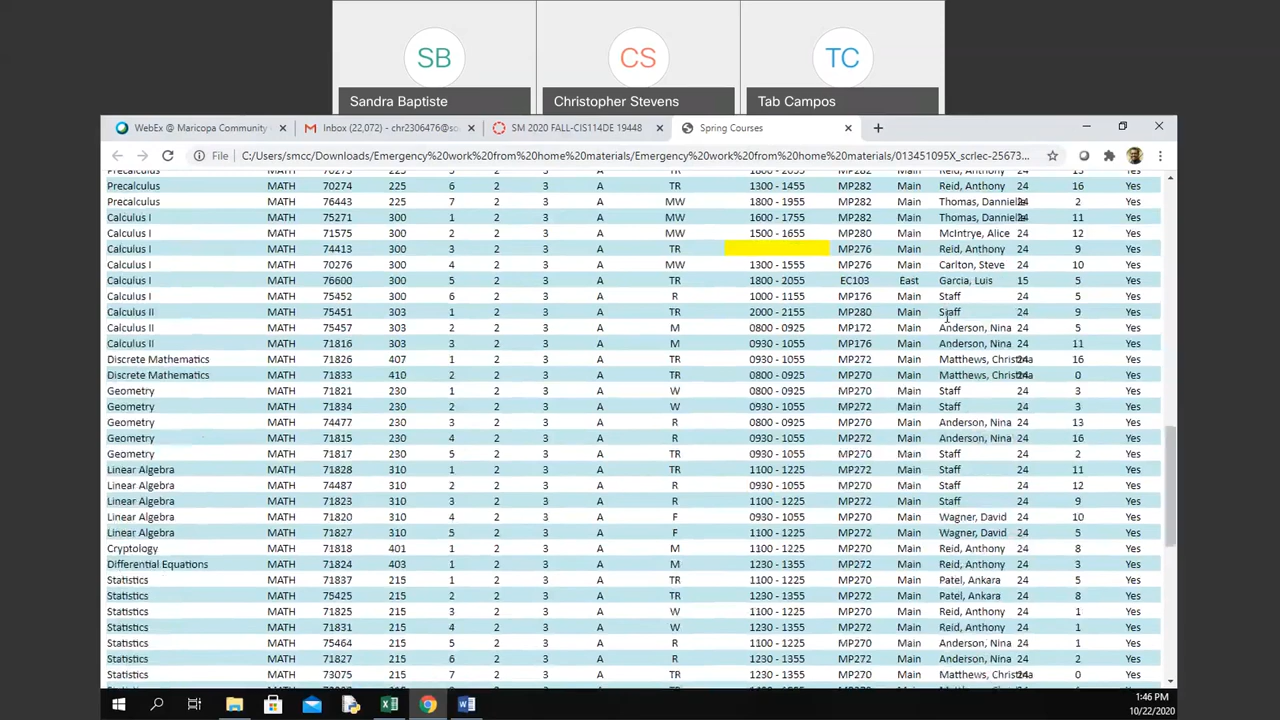 SB
CS
TC
Sandra Baptiste
Christopher Stevens
Tab Campos
WebEx @ Maricopa Community
Inbox (22,072) - chr2306476@so
SM 2020 FALL-CIS114DE 19448
Spring Courses
File C:/Users/smcc/Downloads/Emergency%20work%20from%20home%20materials/Emergency%20work%20from%20home%20materials/013451095X_scrlec-25673...
Precalculus MATH 70274 225 6 2 3 A TR 1300 - 1455 MP282 Main Reid, Anthony 24 16 Yes
Precalculus MATH 76443 225 7 2 3 A MW 1800 - 1955 MP282 Main Thomas, Dannielle 24 2 Yes
Calculus I MATH 75271 300 1 2 3 A MW 1600 - 1755 MP282 Main Thomas, Dannielle 24 11 Yes
Calculus I MATH 71575 300 2 2 3 A MW 1500 - 1655 MP280 Main McIntrye, Alice 24 12 Yes
Calculus I MATH 74413 300 3 2 3 A TR MP276 Main Reid, Anthony 24 9 Yes
Calculus I MATH 70276 300 4 2 3 A MW 1300 - 1555 MP276 Main Carlton, Steve 24 10 Yes
Calculus I MATH 76600 300 5 2 3 A TR 1800 - 2055 EC103 East Garcia, Luis 15 5 Yes
Calculus I MATH 75452 300 6 2 3 A R 1000 - 1155 MP176 Main Staff 24 5 Yes
Calculus II MATH 75451 303 1 2 3 A TR 2000 - 2155 MP280 Main Staff 24 9 Yes
Calculus II MATH 75457 303 2 2 3 A M 0800 - 0925 MP172 Main Anderson, Nina 24 5 Yes
Calculus II MATH 71816 303 3 2 3 A M 0930 - 1055 MP176 Main Anderson, Nina 24 11 Yes
Discrete Mathematics MATH 71826 407 1 2 3 A TR 0930 - 1055 MP272 Main Matthews, Christina 24 16 Yes
Discrete Mathematics MATH 71833 410 2 2 3 A TR 0800 - 0925 MP270 Main Matthews, Christina 24 0 Yes
Geometry MATH 71821 230 1 2 3 A W 0800 - 0925 MP270 Main Staff 24 3 Yes
Geometry MATH 71834 230 2 2 3 A W 0930 - 1055 MP272 Main Staff 24 3 Yes
Geometry MATH 74477 230 3 2 3 A R 0800 - 0925 MP270 Main Anderson, Nina 24 13 Yes
Geometry MATH 71815 230 4 2 3 A R 0930 - 1055 MP272 Main Anderson, Nina 24 16 Yes
Geometry MATH 71817 230 5 2 3 A TR 0930 - 1055 MP270 Main Staff 24 2 Yes
Linear Algebra MATH 71828 310 1 2 3 A TR 1100 - 1225 MP272 Main Staff 24 11 Yes
Linear Algebra MATH 74487 310 2 2 3 A R 0930 - 1055 MP270 Main Staff 24 12 Yes
Linear Algebra MATH 71823 310 3 2 3 A R 1100 - 1225 MP272 Main Staff 24 9 Yes
Linear Algebra MATH 71820 310 4 2 3 A F 0930 - 1055 MP270 Main Wagner, David 24 10 Yes
Linear Algebra MATH 71827 310 5 2 3 A F 1100 - 1225 MP272 Main Wagner, David 24 5 Yes
Cryptology MATH 71818 401 1 2 3 A M 1100 - 1225 MP270 Main Reid, Anthony 24 8 Yes
Differential Equations MATH 71824 403 1 2 3 A M 1230 - 1355 MP272 Main Reid, Anthony 24 3 Yes
Statistics MATH 71837 215 1 2 3 A TR 1100 - 1225 MP270 Main Patel, Ankara 24 5 Yes
Statistics MATH 75425 215 2 2 3 A TR 1230 - 1355 MP272 Main Patel, Ankara 24 8 Yes
Statistics MATH 71825 215 3 2 3 A W 1100 - 1225 MP270 Main Reid, Anthony 24 1 Yes
Statistics MATH 71831 215 4 2 3 A W 1230 - 1355 MP272 Main Reid, Anthony 24 1 Yes
Statistics MATH 75464 215 5 2 3 A R 1100 - 1225 MP270 Main Anderson, Nina 24 1 Yes
Statistics MATH 71827 215 6 2 3 A R 1230 - 1355 MP272 Main Anderson, Nina 24 2 Yes
Statistics MATH 73075 215 7 2 3 A TR 1230 - 1355 MP270 Main Matthews, Christina 24 0 Yes
1:46 PM
10/22/2020